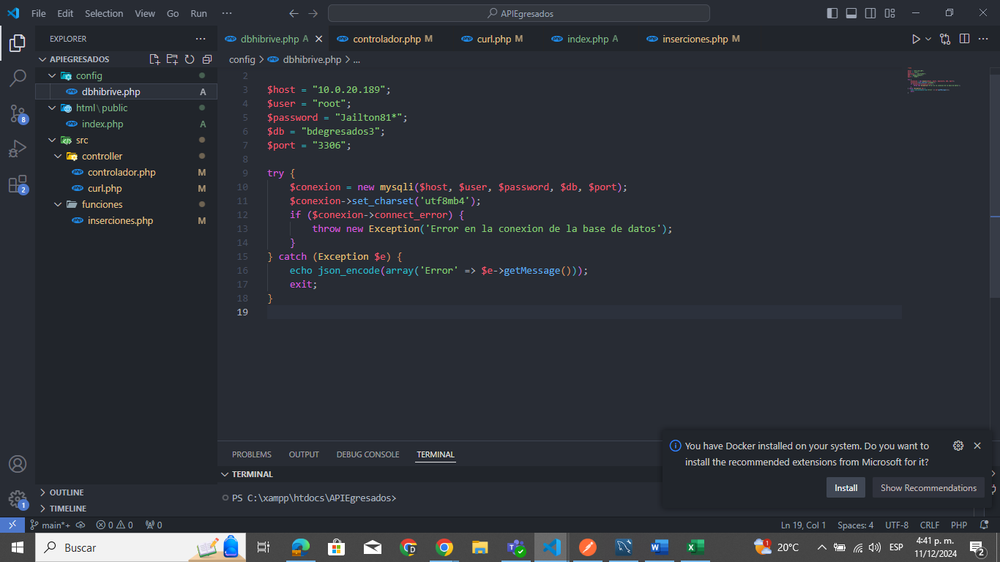 File Edit Selection View Go Run ··· APIEgresados
EXPLORER ···
APIEGRESADOS
config
dbhibrive.php A
html\public
index.php A
src
controller
controlador.php M
curl.php M
funciones
inserciones.php M
OUTLINE
TIMELINE
dbhibrive.php A controlador.php M curl.php M index.php A inserciones.php M
config > dbhibrive.php > ...
2
3 $host = "10.0.20.189";
4 $user = "root";
5 $password = "Jailton81*";
6 $db = "bdegresados3";
7 $port = "3306";
8
9 try {
10 $conexion = new mysqli($host, $user, $password, $db, $port);
11 $conexion->set_charset('utf8mb4');
12 if ($conexion->connect_error) {
13 throw new Exception('Error en la conexion de la base de datos');
14 }
15 } catch (Exception $e) {
16 echo json_encode(array('Error' => $e->getMessage()));
17 exit;
18 }
19
PROBLEMS OUTPUT DEBUG CONSOLE TERMINAL
TERMINAL
PS C:\xampp\htdocs\APIEgresados>
You have Docker installed on your system. Do you want to
install the recommended extensions from Microsoft for it?
Install Show Recommendations
8
2
1
main*+ 0 0 0 Ln 19, Col 1 Spaces: 4 UTF-8 CRLF PHP
Buscar 1 20°C ESP 4:41 p. m.
11/12/2024 2